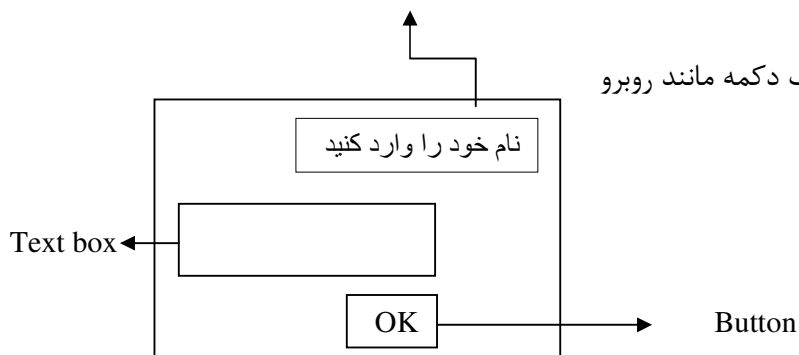 دکمه مانند روبرو
نام خود را وارد کنید
Text box
OK
Button